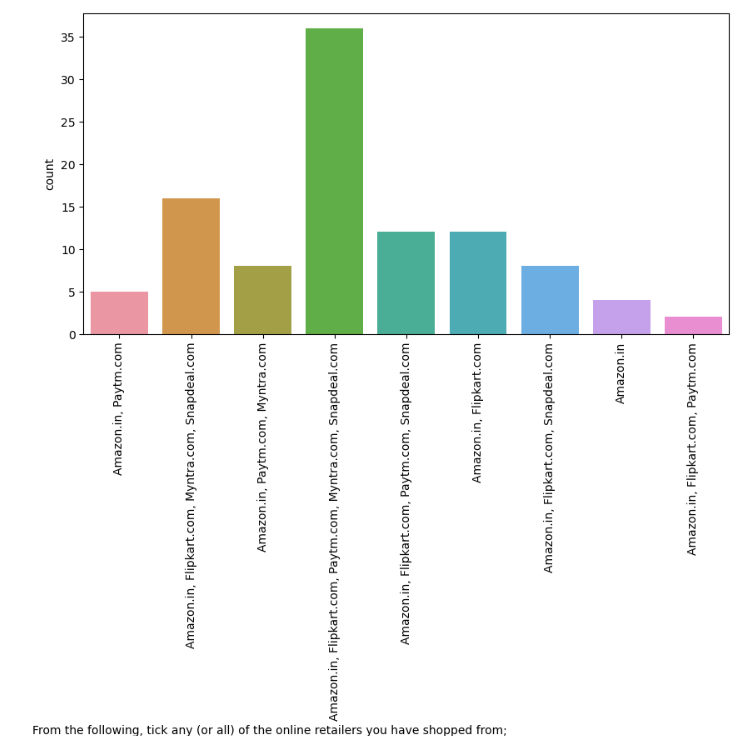 35
30
25
20
15
10
5
0
count
Amazon.in, Paytm.com
Amazon.in, Flipkart.com, Myntra.com, Snapdeal.com
Amazon.in, Paytm.com, Myntra.com
Amazon.in, Flipkart.com, Paytm.com, Myntra.com, Snapdeal.com
Amazon.in, Flipkart.com, Paytm.com, Snapdeal.com
Amazon.in, Flipkart.com
Amazon.in, Flipkart.com, Snapdeal.com
Amazon.in
Amazon.in, Flipkart.com, Paytm.com
From the following, tick any (or all) of the online retailers you have shopped from;